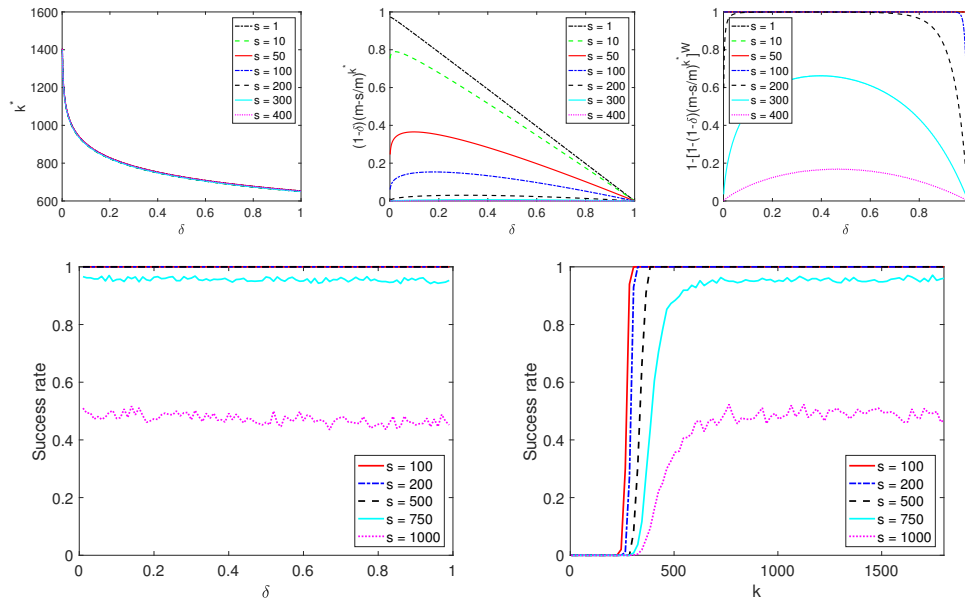 1600
1400
1200
1000
800
600
k*
0
0.2
0.4
0.6
0.8
1
δ
s = 1
s = 10
s = 50
s = 100
s = 200
s = 300
s = 400
1
0.8
0.6
0.4
0.2
0
(1-δ)(m-s/m)^k*
0
0.2
0.4
0.6
0.8
1
δ
s = 1
s = 10
s = 50
s = 100
s = 200
s = 300
s = 400
1
0.8
0.6
0.4
0.2
0
1-[1-(1-δ)(m-s/m)^k*]^W
0
0.2
0.4
0.6
0.8
δ
s = 1
s = 10
s = 50
s = 100
s = 200
s = 300
s = 400
1
0.8
0.6
0.4
0.2
0
Success rate
0
0.2
0.4
0.6
0.8
1
δ
s = 100
s = 200
s = 500
s = 750
s = 1000
1
0.8
0.6
0.4
0.2
0
Success rate
0
500
1000
1500
k
s = 100
s = 200
s = 500
s = 750
s = 1000